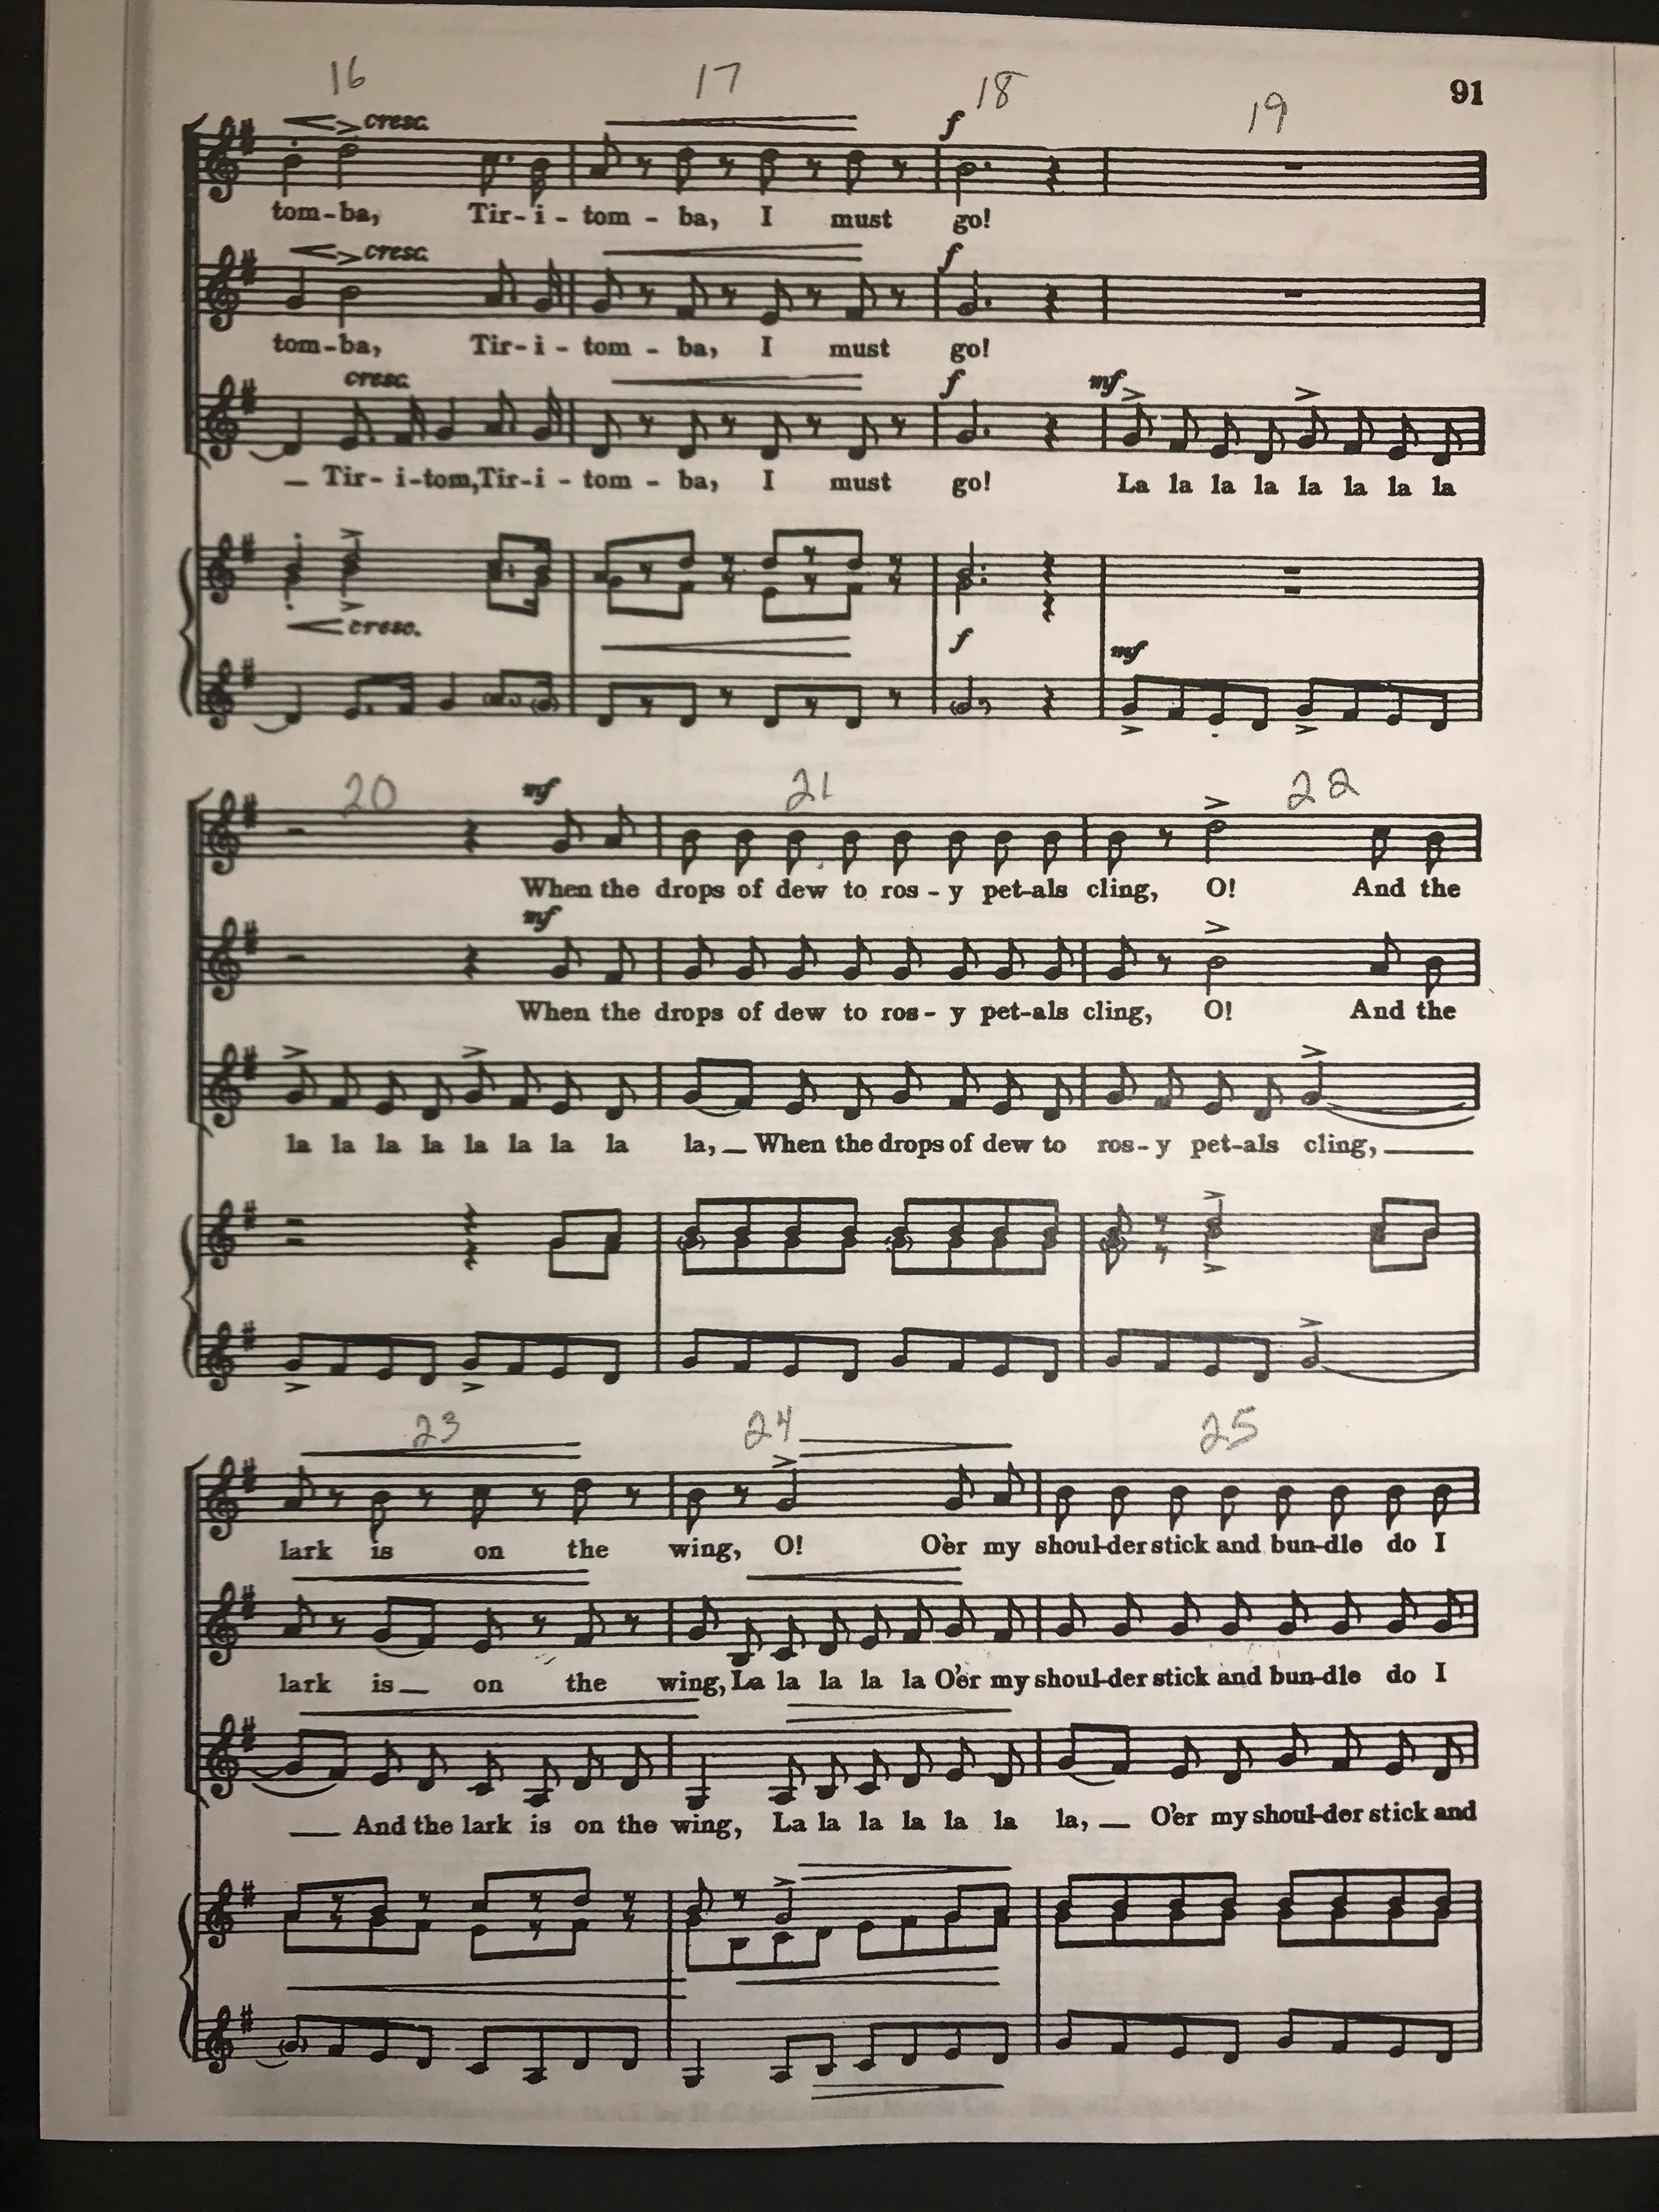 16 17 18 19 91
cresc. f
tom-ba, Tir-i-tom-ba, I must go!
cresc. f
tom-ba, Tir-i-tom-ba, I must go!
cresc. f mf
Tir-i-tom, Tir-i-tom-ba, I must go! La la la la la la la la
cresc. f mf
20 mf 21 22
When the drops of dew to ros-y pet-als cling, O! And the
mf
When the drops of dew to ros-y pet-als cling, O! And the
la la la la la la la la la, When the drops of dew to ros-y pet-als cling,
23 24 25
lark is on the wing, O! O'er my shoul-der stick and bun-dle do I
lark is on the wing, La la la la la O'er my shoul-der stick and bun-dle do I
And the lark is on the wing, La la la la la la la, O'er my shoul-der stick and